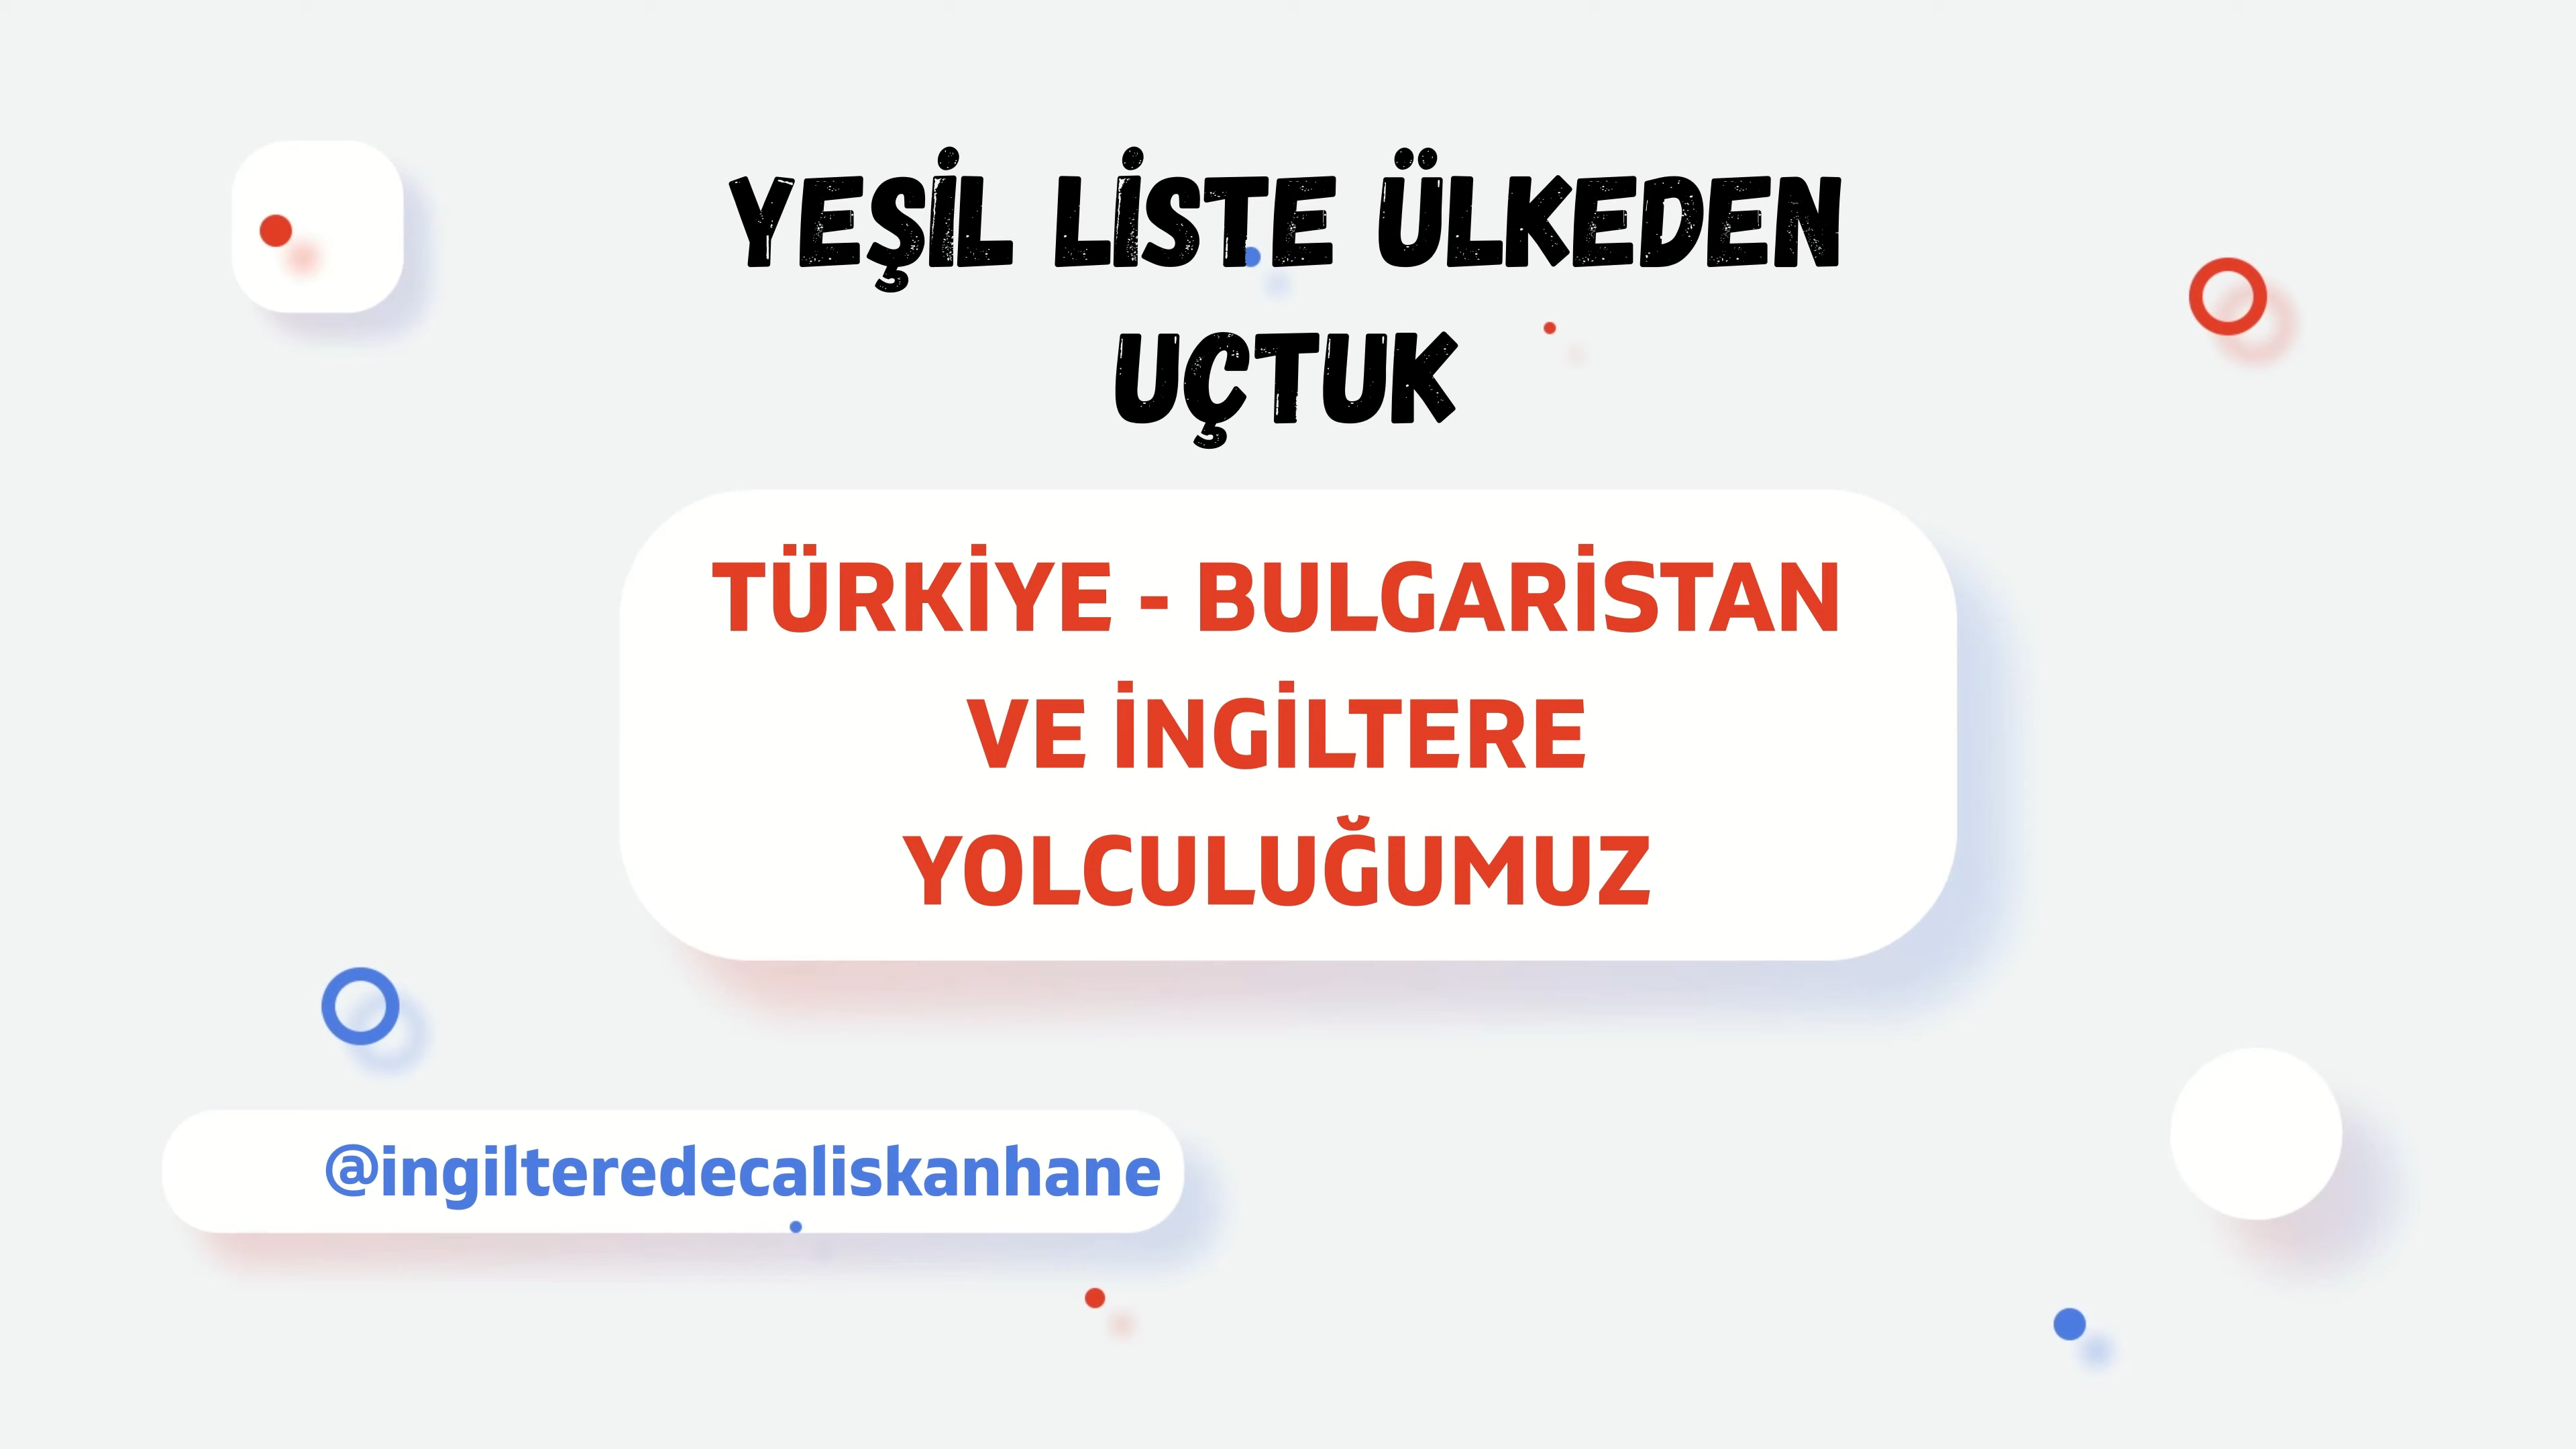 YEŞİL LİSTE ÜLKEDEN
UÇTUK
TÜRKİYE - BULGARİSTAN
VE İNGİLTERE
YOLCULUĞUMUZ
@ingilteredecaliskanhane